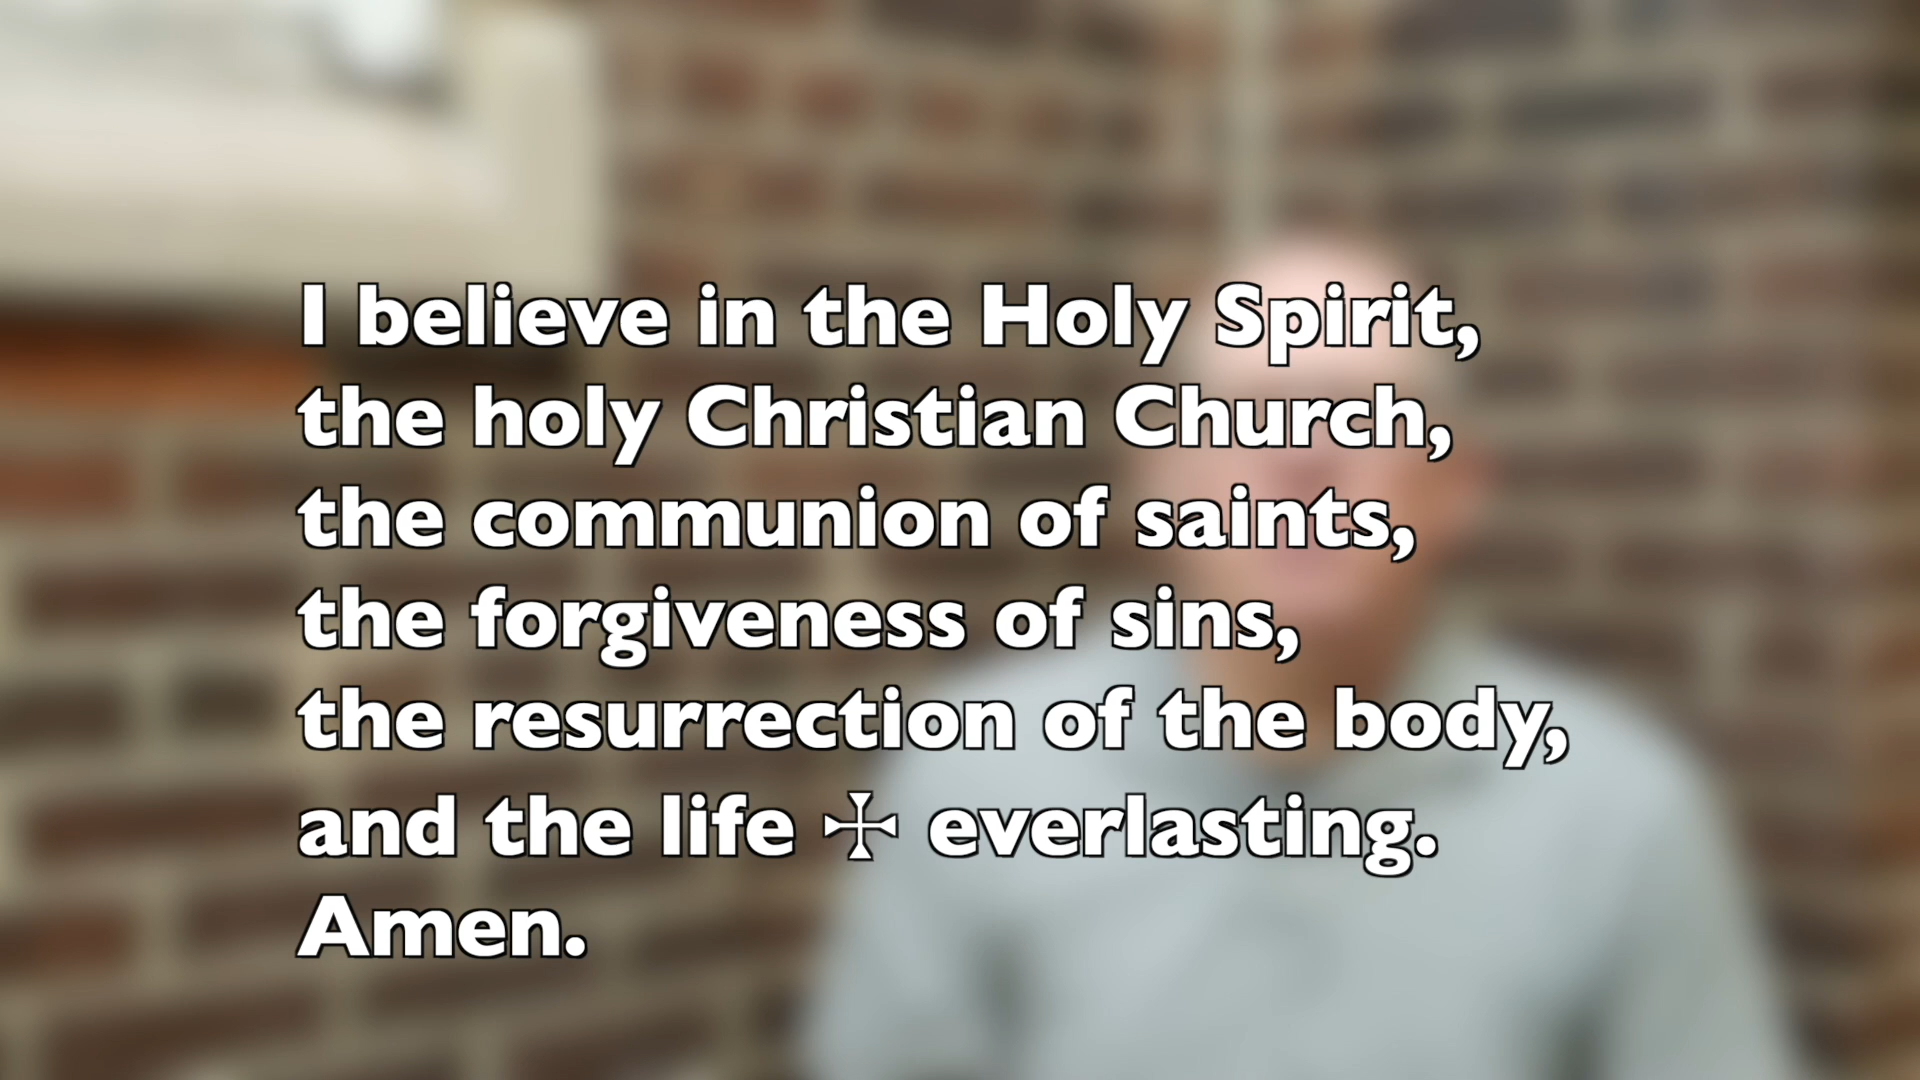 I believe in the Holy Spirit,
the holy Christian Church,
the communion of saints,
the forgiveness of sins,
the resurrection of the body,
and the life ✠ everlasting.
Amen.